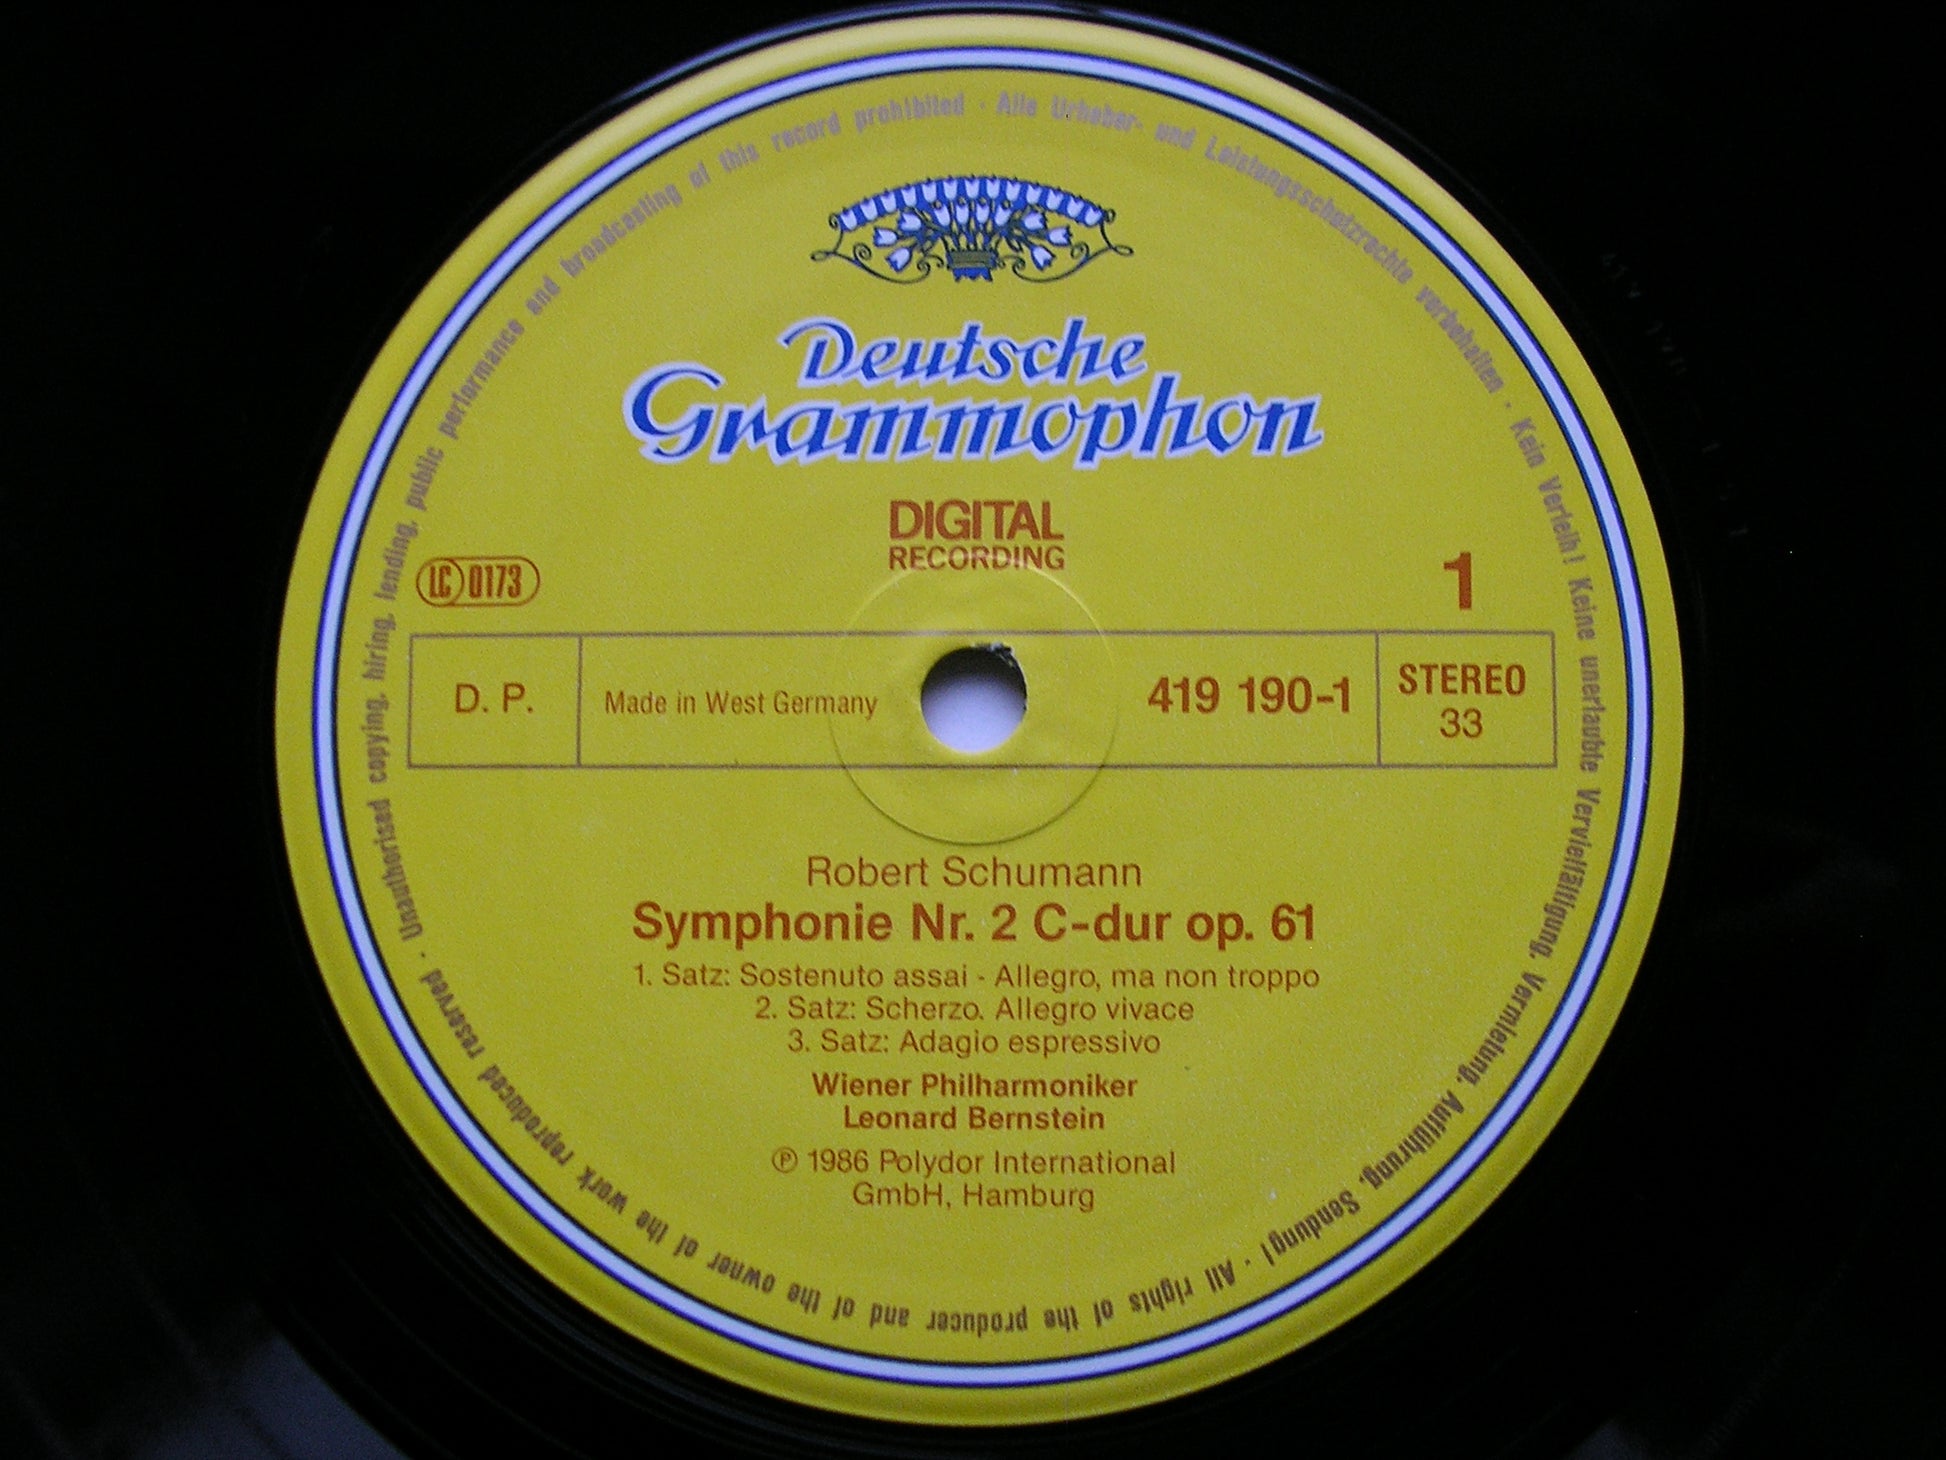 Deutsche
Grammophon
DIGITAL
RECORDING
LC 0173
1
D. P.
Made in West Germany
419 190-1
STEREO
33
Robert Schumann
Symphonie Nr. 2 C-dur op. 61
1. Satz: Sostenuto assai - Allegro, ma non troppo
2. Satz: Scherzo. Allegro vivace
3. Satz: Adagio espressivo
Wiener Philharmoniker
Leonard Bernstein
℗ 1986 Polydor International
GmbH, Hamburg
Alle Urheber- und Leistungsschutzrechte vorbehalten · Kein Verleih! Keine unerlaubte Vervielfältigung, Vermietung, Aufführung, Sendung! · All rights of the producer and of the owner of the work reproduced reserved · Unauthorised copying, hiring, lending, public performance and broadcasting of this record prohibited ·